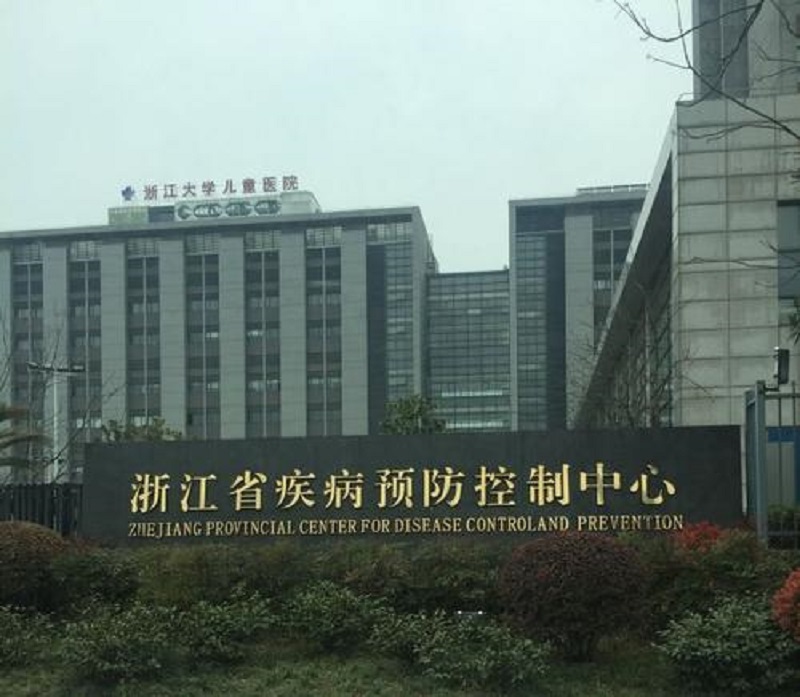 浙江大学儿童医院
浙江省疾病预防控制中心
ZHEJIANG PROVINCIAL CENTER FOR DISEASE CONTROLAND PREVENTION